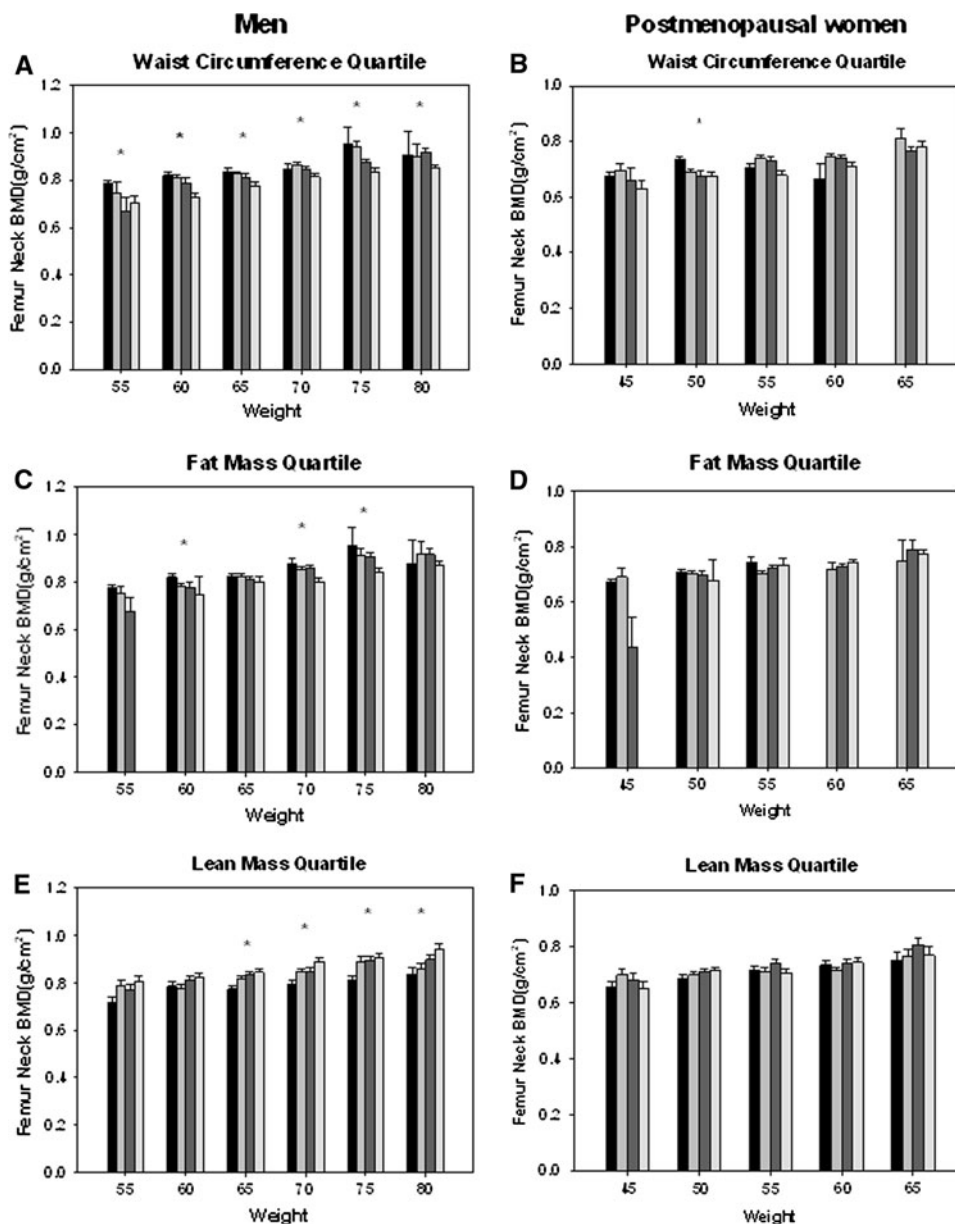 Men
Postmenopausal women
A
Waist Circumference Quartile
Femur Neck BMD(g/cm²)
1.2
1.0
0.8
0.6
0.4
0.2
0.0
* * * * * *
55 60 65 70 75 80
Weight
B
Waist Circumference Quartile
Femur Neck BMD(g/cm²)
1.0
0.8
0.6
0.4
0.2
0.0
*
45 50 55 60 65
Weight
C
Fat Mass Quartile
Femur Neck BMD(g/cm²)
1.2
1.0
0.8
0.6
0.4
0.2
0.0
* * *
55 60 65 70 75 80
Weight
D
Fat Mass Quartile
Femur Neck BMD(g/cm²)
1.0
0.8
0.6
0.4
0.2
0.0
45 50 55 60 65
Weight
E
Lean Mass Quartile
Femur Neck BMD(g/cm²)
1.2
1.0
0.8
0.6
0.4
0.2
0.0
* * * *
55 60 65 70 75 80
Weight
F
Lean Mass Quartile
Femur Neck BMD(g/cm²)
1.0
0.8
0.6
0.4
0.2
0.0
45 50 55 60 65
Weight